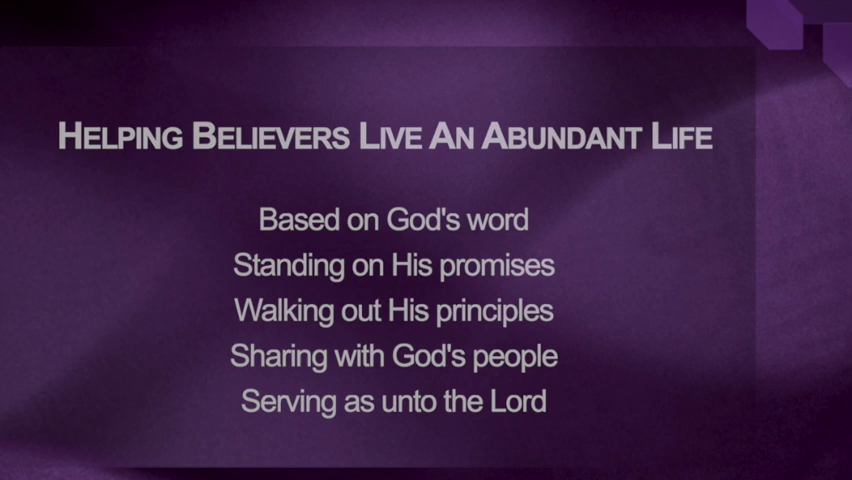 Helping Believers Live An Abundant Life
Based on God's word
Standing on His promises
Walking out His principles
Sharing with God's people
Serving as unto the Lord